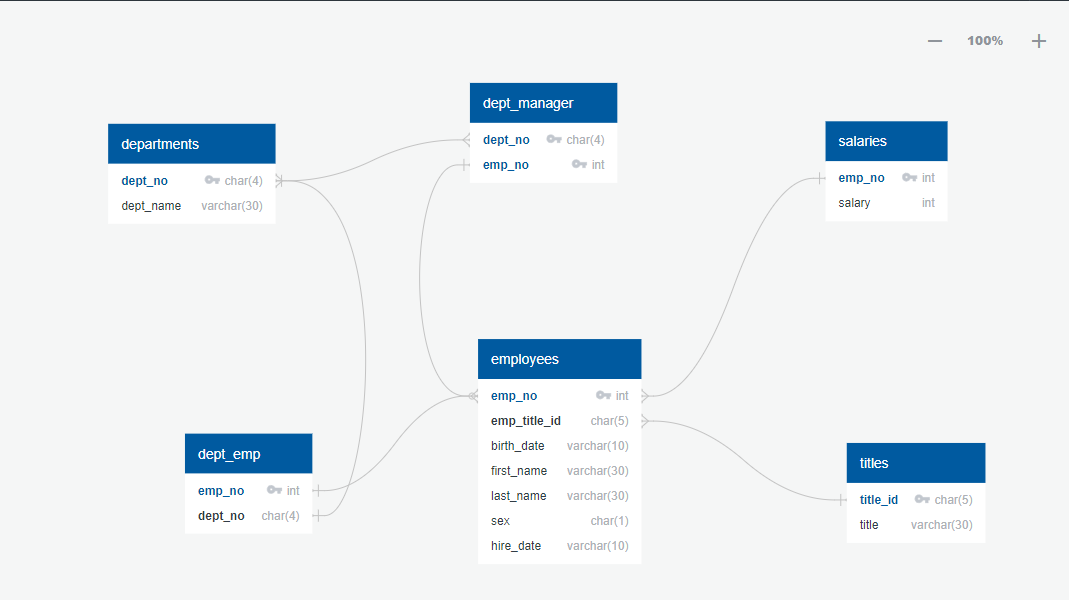 100%
dept_manager
dept_no char(4)
emp_no int
departments
dept_no char(4)
dept_name varchar(30)
salaries
emp_no int
salary int
employees
emp_no int
emp_title_id char(5)
birth_date varchar(10)
first_name varchar(30)
last_name varchar(30)
sex char(1)
hire_date varchar(10)
dept_emp
emp_no int
dept_no char(4)
titles
title_id char(5)
title varchar(30)